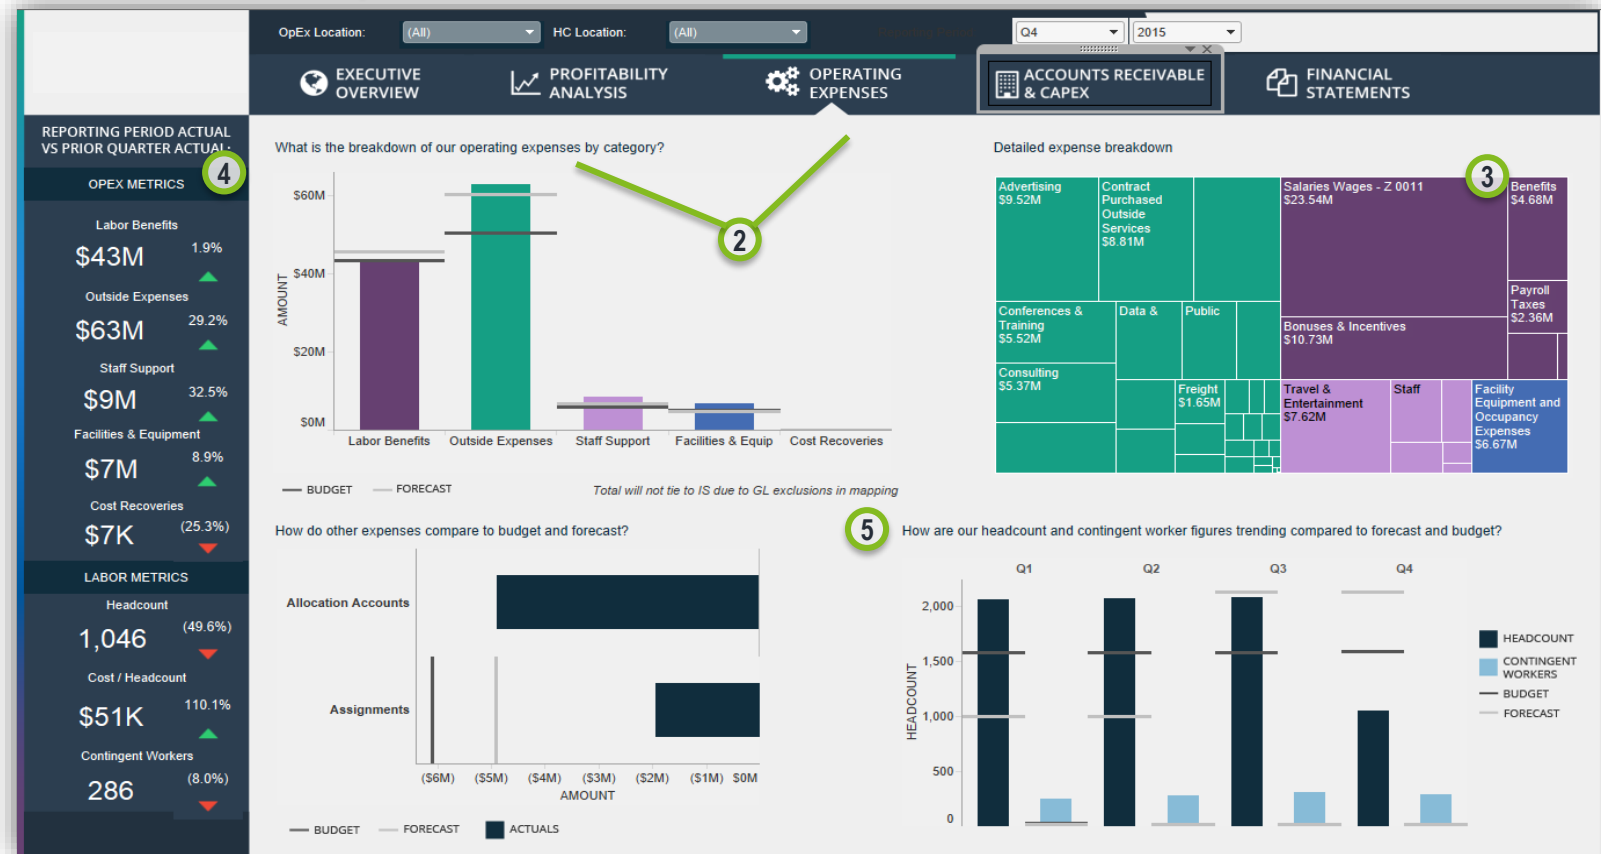 OpEx Location:
(All)
HC Location:
(All)
Q4
2015
EXECUTIVE
OVERVIEW
PROFITABILITY
ANALYSIS
OPERATING
EXPENSES
ACCOUNTS RECEIVABLE
& CAPEX
FINANCIAL
STATEMENTS
REPORTING PERIOD ACTUAL
VS PRIOR QUARTER ACTUAL:
4
OPEX METRICS
Labor Benefits
$43M
1.9%
Outside Expenses
$63M
29.2%
Staff Support
$9M
32.5%
Facilities & Equipment
$7M
8.9%
Cost Recoveries
$7K
(25.3%)
LABOR METRICS
Headcount
1,046
(49.6%)
Cost / Headcount
$51K
110.1%
Contingent Workers
286
(8.0%)
What is the breakdown of our operating expenses by category?
2
$60M
$40M
$20M
$0M
AMOUNT
Labor Benefits
Outside Expenses
Staff Support
Facilities & Equip
Cost Recoveries
BUDGET
FORECAST
Total will not tie to IS due to GL exclusions in mapping
Detailed expense breakdown
3
Advertising
$9.52M
Contract
Purchased
Outside
Services
$8.81M
Salaries Wages - Z 0011
$23.54M
Benefits
$4.68M
Payroll
Taxes
$2.36M
Conferences &
Training
$5.52M
Data &
Public
Bonuses & Incentives
$10.73M
Consulting
$5.37M
Freight
$1.65M
Travel &
Entertainment
$7.62M
Staff
Facility
Equipment and
Occupancy
Expenses
$6.67M
How do other expenses compare to budget and forecast?
Allocation Accounts
Assignments
($6M)
($5M)
($4M)
($3M)
($2M)
($1M)
$0M
AMOUNT
BUDGET
FORECAST
ACTUALS
5
How are our headcount and contingent worker figures trending compared to forecast and budget?
Q1
Q2
Q3
Q4
2,000
1,500
1,000
500
0
HEADCOUNT
HEADCOUNT
CONTINGENT
WORKERS
BUDGET
FORECAST